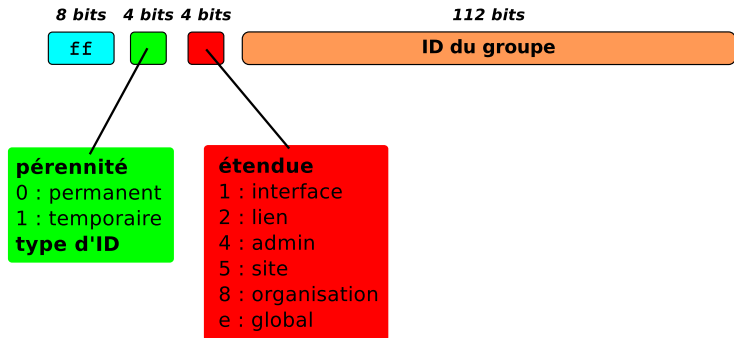 8 bits 4 bits 4 bits 112 bits
ff ID du groupe
pérennité
0 : permanent
1 : temporaire
type d'ID
étendue
1 : interface
2 : lien
4 : admin
5 : site
8 : organisation
e : global